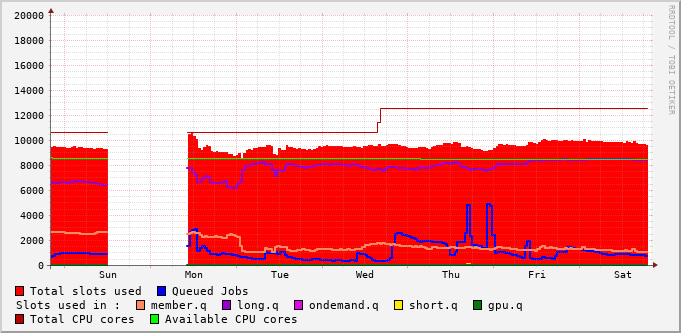 RRDTOOL / TOBI OETIKER
20000
18000
16000
14000
12000
10000
8000
6000
4000
2000
0
Sun Mon Tue Wed Thu Fri Sat
Total slots used Queued Jobs
Slots used in : member.q long.q ondemand.q short.q gpu.q
Total CPU cores Available CPU cores